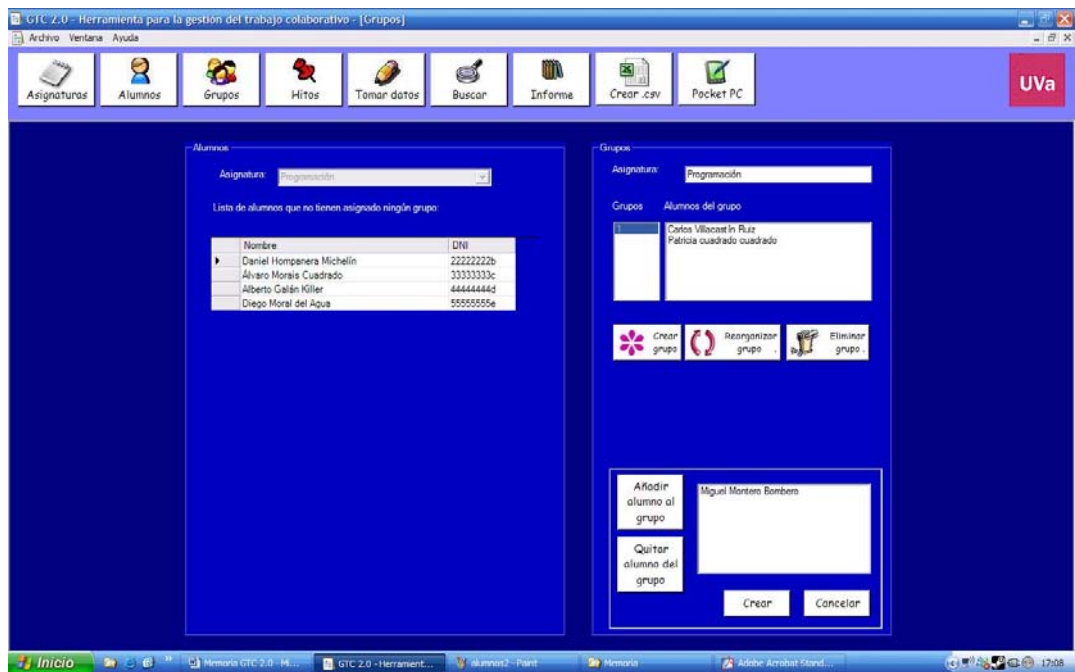 GTC 2.0 - Herramienta para la gestión del trabajo colaborativo - [Grupos]
Archivo Ventana Ayuda
Asignaturas Alumnos Grupos Hitos Tomar datos Buscar Informe Crear .csv Pocket PC UVa
Alumnos
Asignatura: Programación
Lista de alumnos que no tienen asignado ningún grupo:
Nombre DNI
Daniel Hompanera Michelín 22222222b
Álvaro Morais Cuadrado 33333333c
Alberto Galán Killer 44444444d
Diego Moral del Agua 55555555e
Grupos
Asignatura: Programación
Grupos Alumnos del grupo
1
Carlos Villacastín Ruiz
Patricia cuadrado cuadrado
Crear grupo
Reorganizar grupo .
Eliminar grupo .
Añadir
alumno al
grupo
Miguel Montero Bombero
Quitar
alumno del
grupo
Crear Cancelar
Inicio Memoria GTC 2.0 - M... GTC 2.0 - Herrament... alumnos2 - Paint Memoria Adobe Acrobat Stand... 17:08